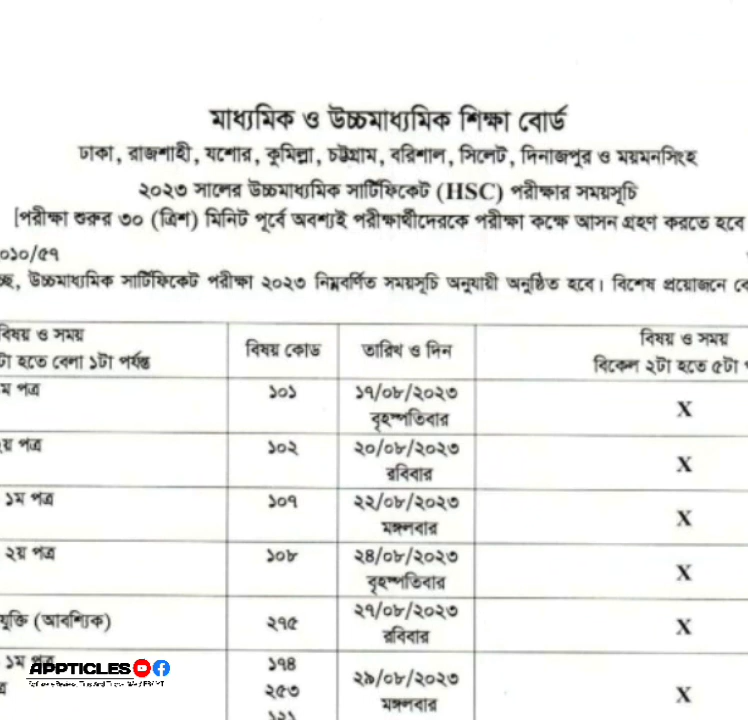 মাধ্যমিক ও উচ্চমাধ্যমিক শিক্ষা বোর্ড
ঢাকা, রাজশাহী, যশোর, কুমিল্লা, চট্টগ্রাম, বরিশাল, সিলেট, দিনাজপুর ও ময়মনসিংহ
২০২৩ সালের উচ্চমাধ্যমিক সার্টিফিকেট (HSC) পরীক্ষার সময়সূচি
[পরীক্ষা শুরুর ৩০ (ত্রিশ) মিনিট পূর্বে অবশ্যই পরীক্ষার্থীদেরকে পরীক্ষা কক্ষে আসন গ্রহণ করতে হবে
০১০/৫৭
উচ্চমাধ্যমিক সার্টিফিকেট পরীক্ষা ২০২৩ নিম্নবর্ণিত সময়সূচি অনুযায়ী অনুষ্ঠিত হবে। বিশেষ প্রয়োজনে
বিষয় ও সময়
টা হতে বেলা ১টা পর্যন্ত
বিষয় কোড
তারিখ ও দিন
বিষয় ও সময়
বিকেল ২টা হতে ৫টা
ম পত্র
১০১
১৭/০৮/২০২৩
বৃহস্পতিবার
X
য় পত্র
১০২
২০/০৮/২০২৩
রবিবার
X
১ম পত্র
১০৭
২২/০৮/২০২৩
মঙ্গলবার
X
২য় পত্র
১০৮
২৪/০৮/২০২৩
বৃহস্পতিবার
X
যুক্তি (আবশ্যিক)
২৭৫
২৭/০৮/২০২৩
রবিবার
X
১ম পত্র
১৭৪
২৫৩
১২১
২৯/০৮/২০২৩
মঙ্গলবার
X
APPTICLES